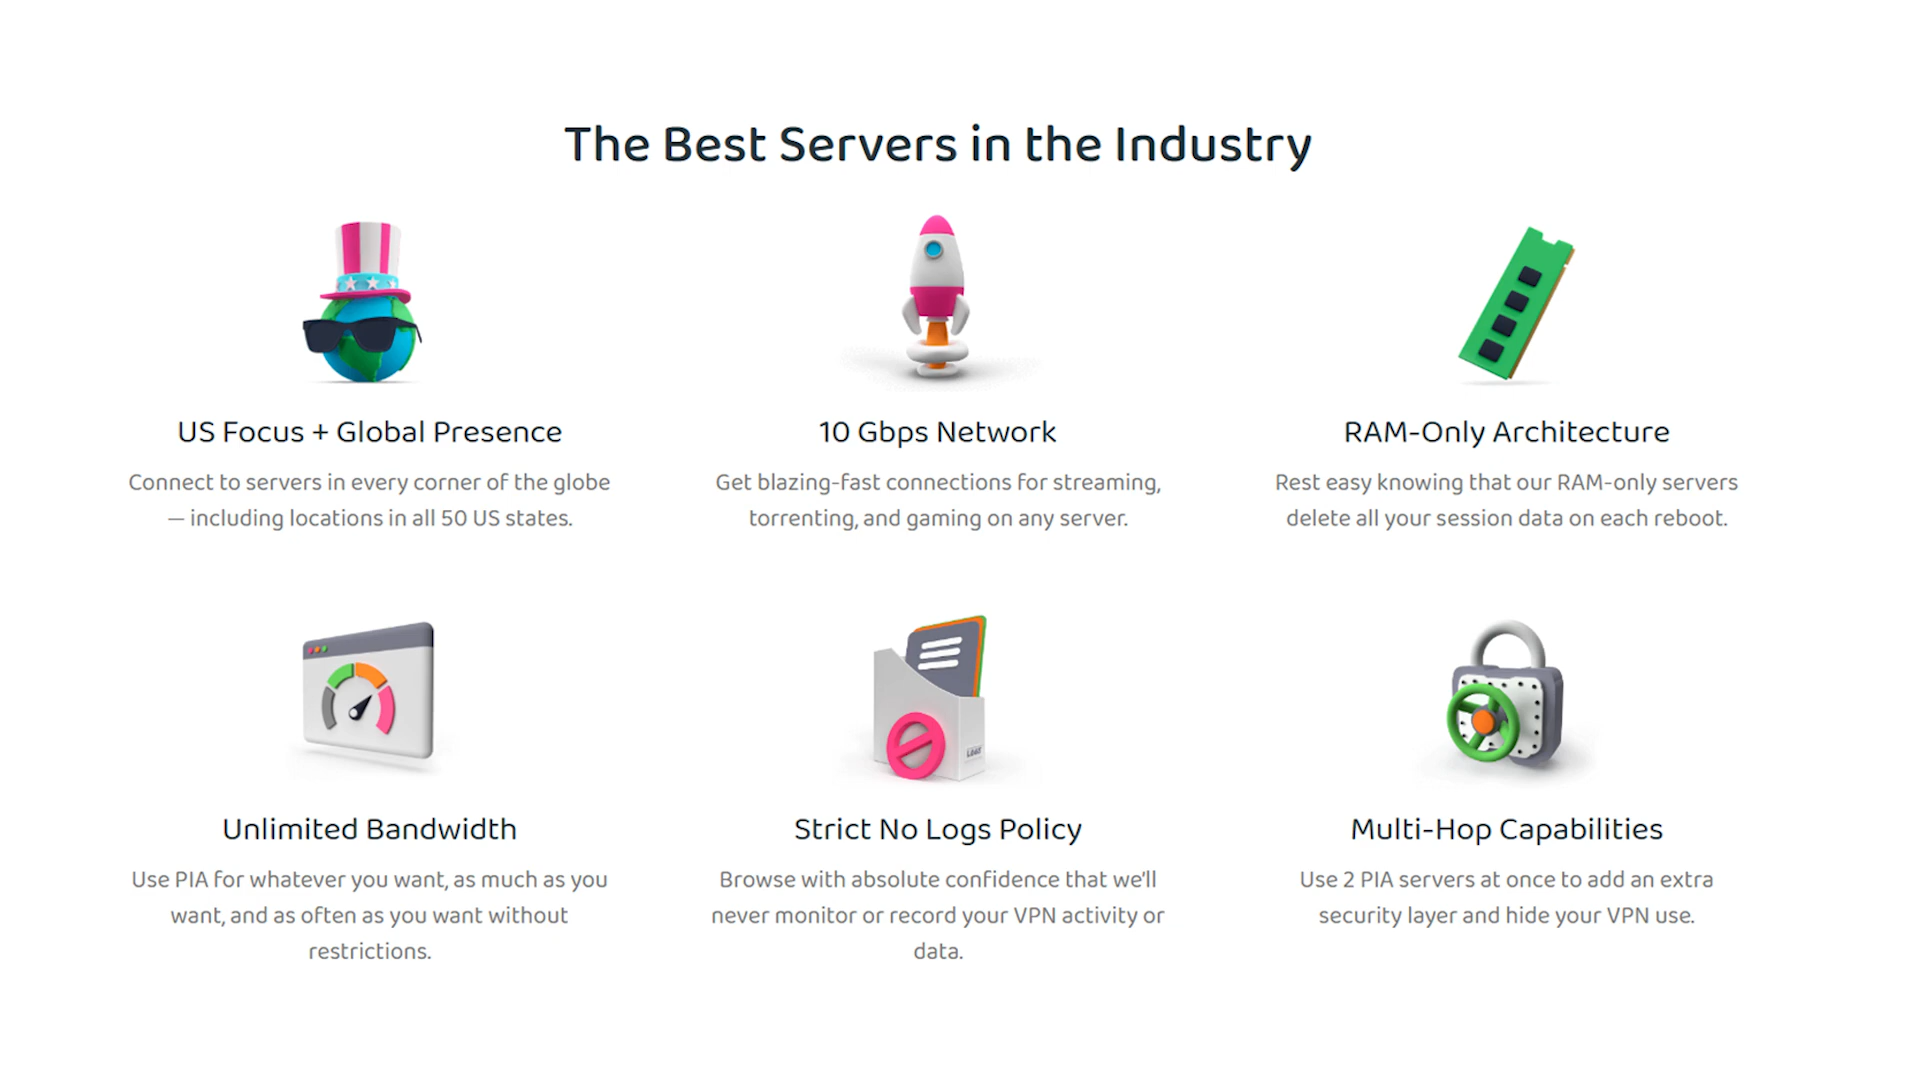 The Best Servers in the Industry
US Focus + Global Presence
Connect to servers in every corner of the globe
— including locations in all 50 US states.
10 Gbps Network
Get blazing-fast connections for streaming,
torrenting, and gaming on any server.
RAM-Only Architecture
Rest easy knowing that our RAM-only servers
delete all your session data on each reboot.
Unlimited Bandwidth
Use PIA for whatever you want, as much as you
want, and as often as you want without
restrictions.
Strict No Logs Policy
Browse with absolute confidence that we'll
never monitor or record your VPN activity or
data.
Multi-Hop Capabilities
Use 2 PIA servers at once to add an extra
security layer and hide your VPN use.